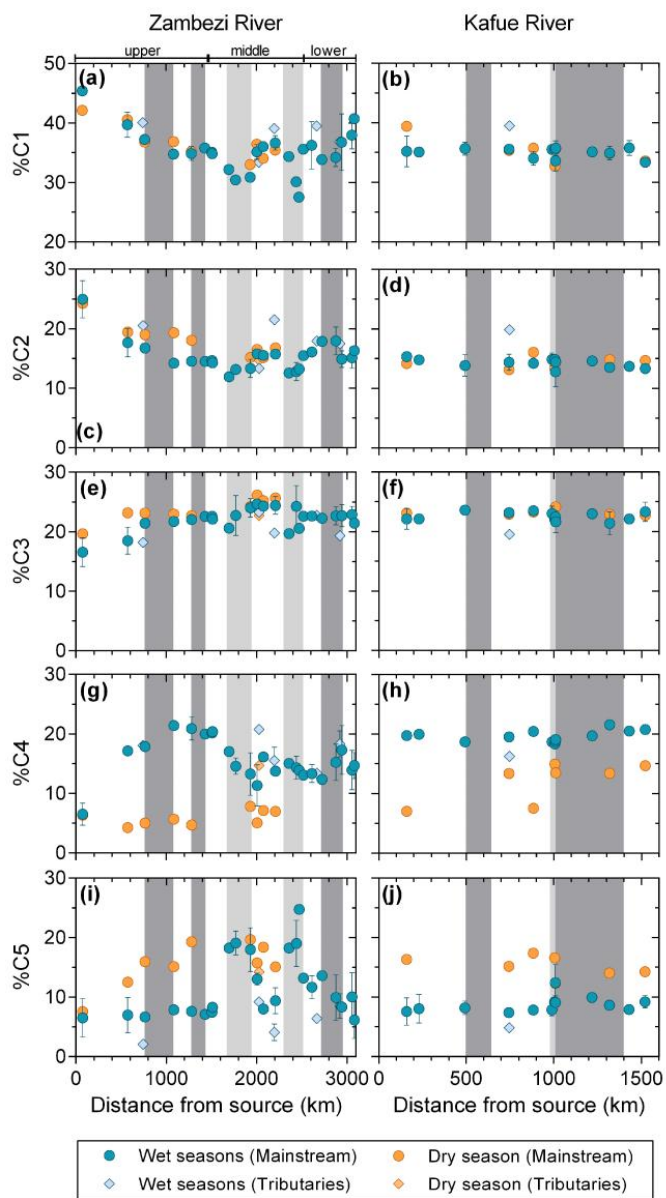 Zambezi River Kafue River
upper middle lower
(a) (b)
%C1
50
40
30
20
(c) (d)
%C2
30
20
10
0
(e) (f)
%C3
30
20
10
0
(g) (h)
%C4
30
20
10
0
(i) (j)
%C5
30
20
10
0
0 1000 2000 3000 0 500 1000 1500
Distance from source (km) Distance from source (km)
Wet seasons (Mainstream) Dry season (Mainstream)
Wet seasons (Tributaries) Dry season (Tributaries)